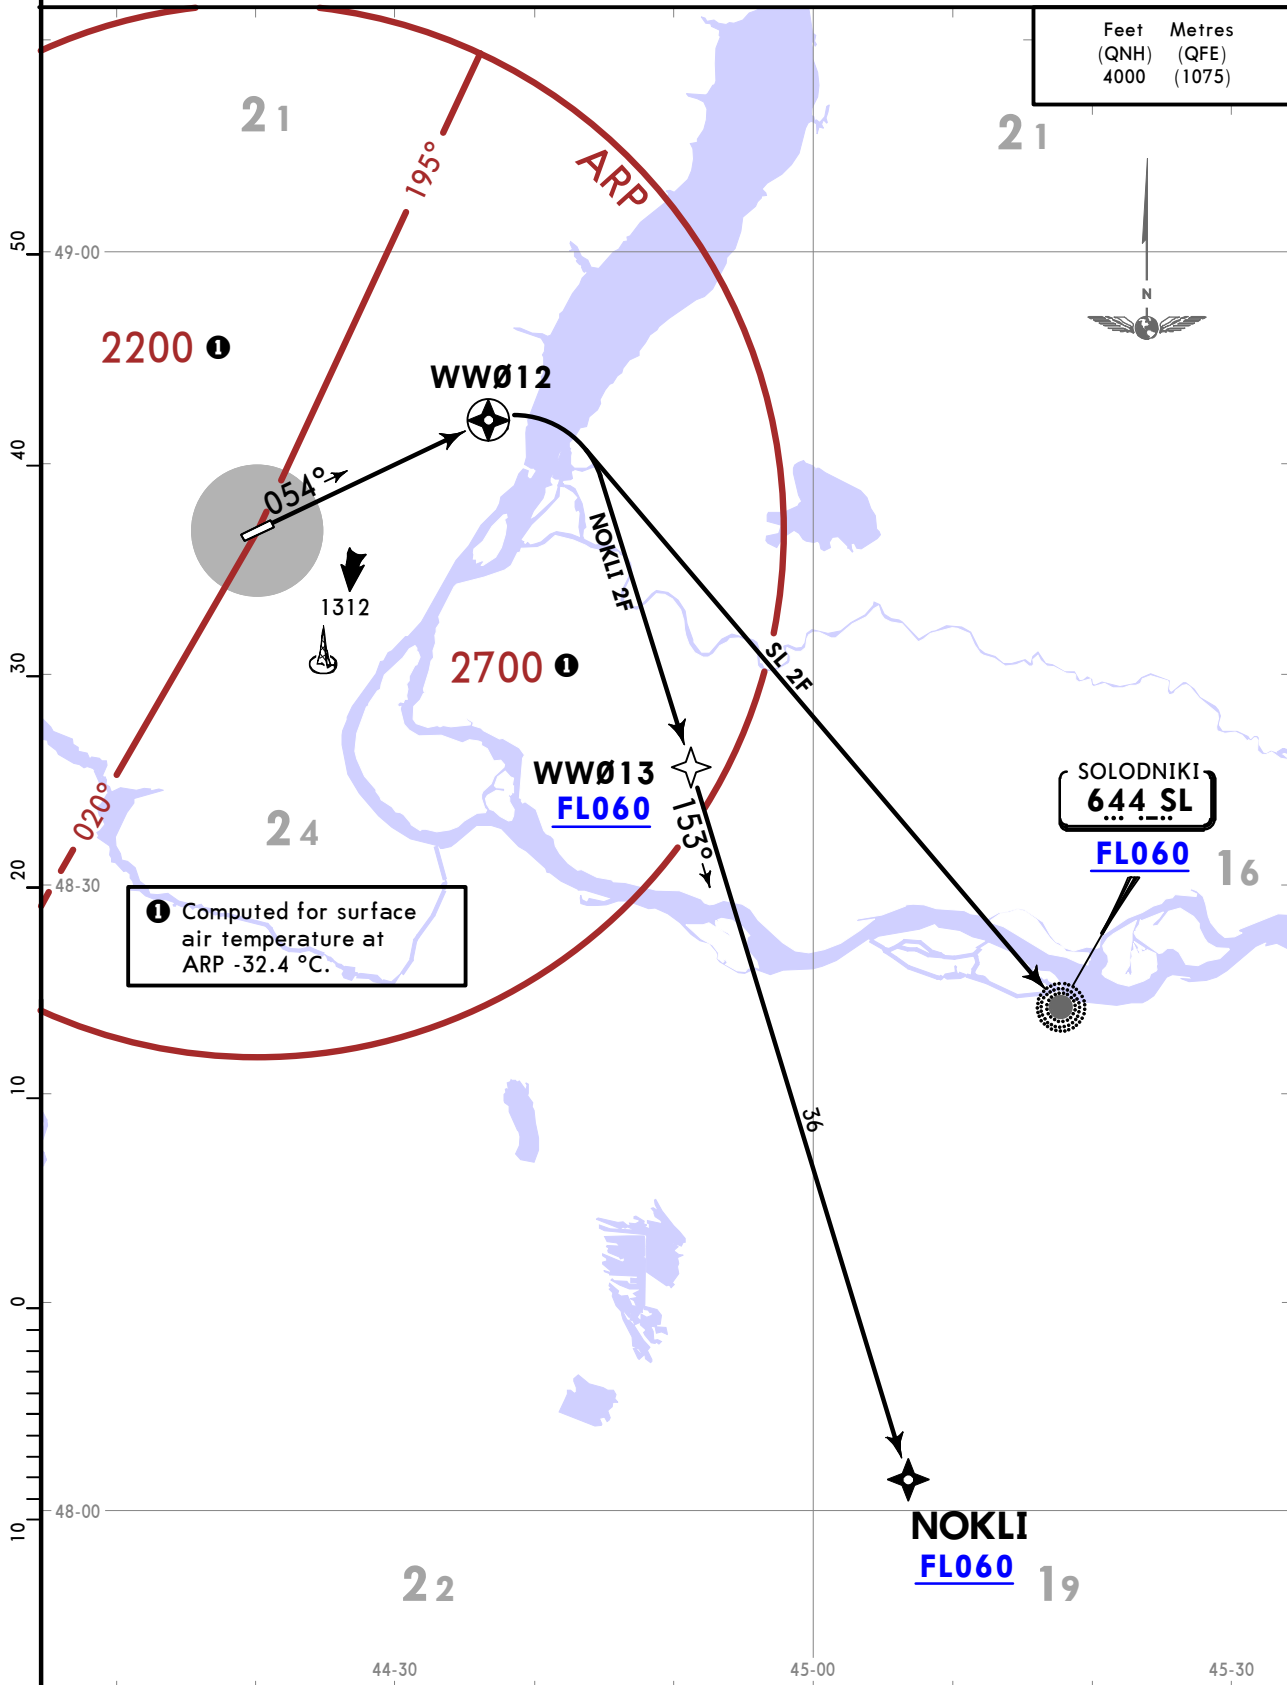 Feet Metres
(QNH) (QFE)
4000 (1075)
21
21
195°
ARP
50
49-00
N
2200 ❶
WWØ12
40
054°
NOKLI 2F
1312
30
2700 ❶
SL 2F
WWØ13
FL060
SOLODNIKI
644 SL
FL060
153°
020°
24
16
20
48-30
❶ Computed for surface
air temperature at
ARP -32.4 °C.
10
36
0
48-00
10
NOKLI
FL060
22
19
44-30
45-00
45-30